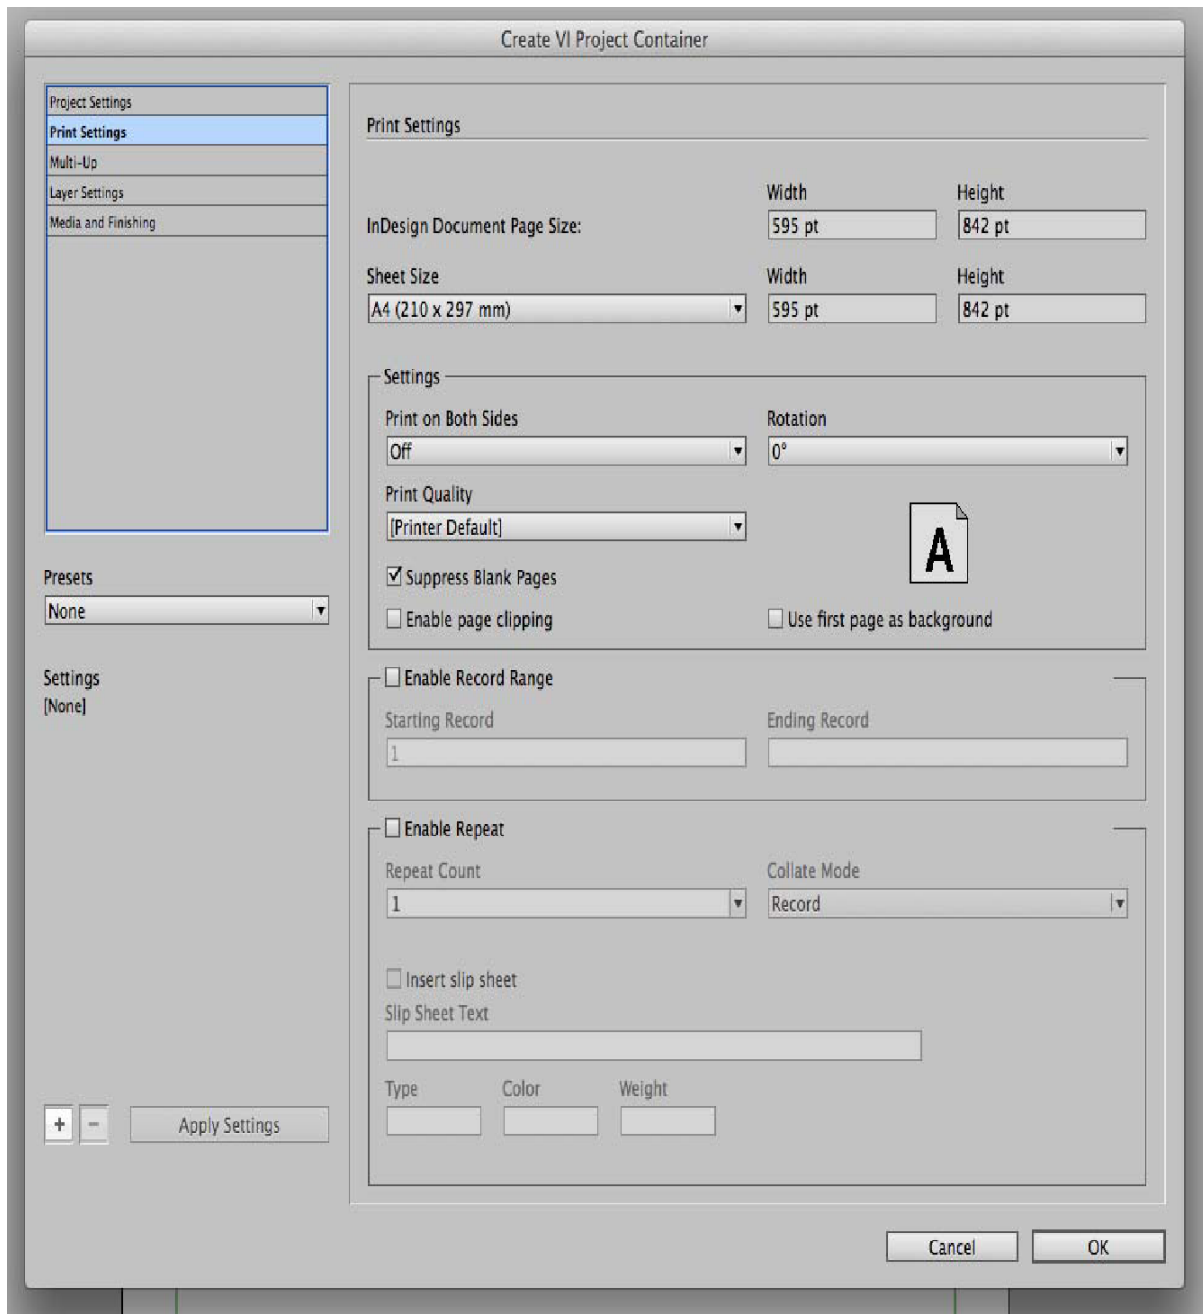 Create VI Project Container
Project Settings
Print Settings
Multi-Up
Layer Settings
Media and Finishing
Presets
None
Settings
[None]
+ - Apply Settings
Print Settings
Width Height
InDesign Document Page Size: 595 pt 842 pt
Sheet Size Width Height
A4 (210 x 297 mm) 595 pt 842 pt
Settings
Print on Both Sides Rotation
Off 0°
Print Quality
[Printer Default]
A
Suppress Blank Pages
Enable page clipping Use first page as background
Enable Record Range
Starting Record Ending Record
1
Enable Repeat
Repeat Count Collate Mode
1 Record
Insert slip sheet
Slip Sheet Text
Type Color Weight
Cancel OK